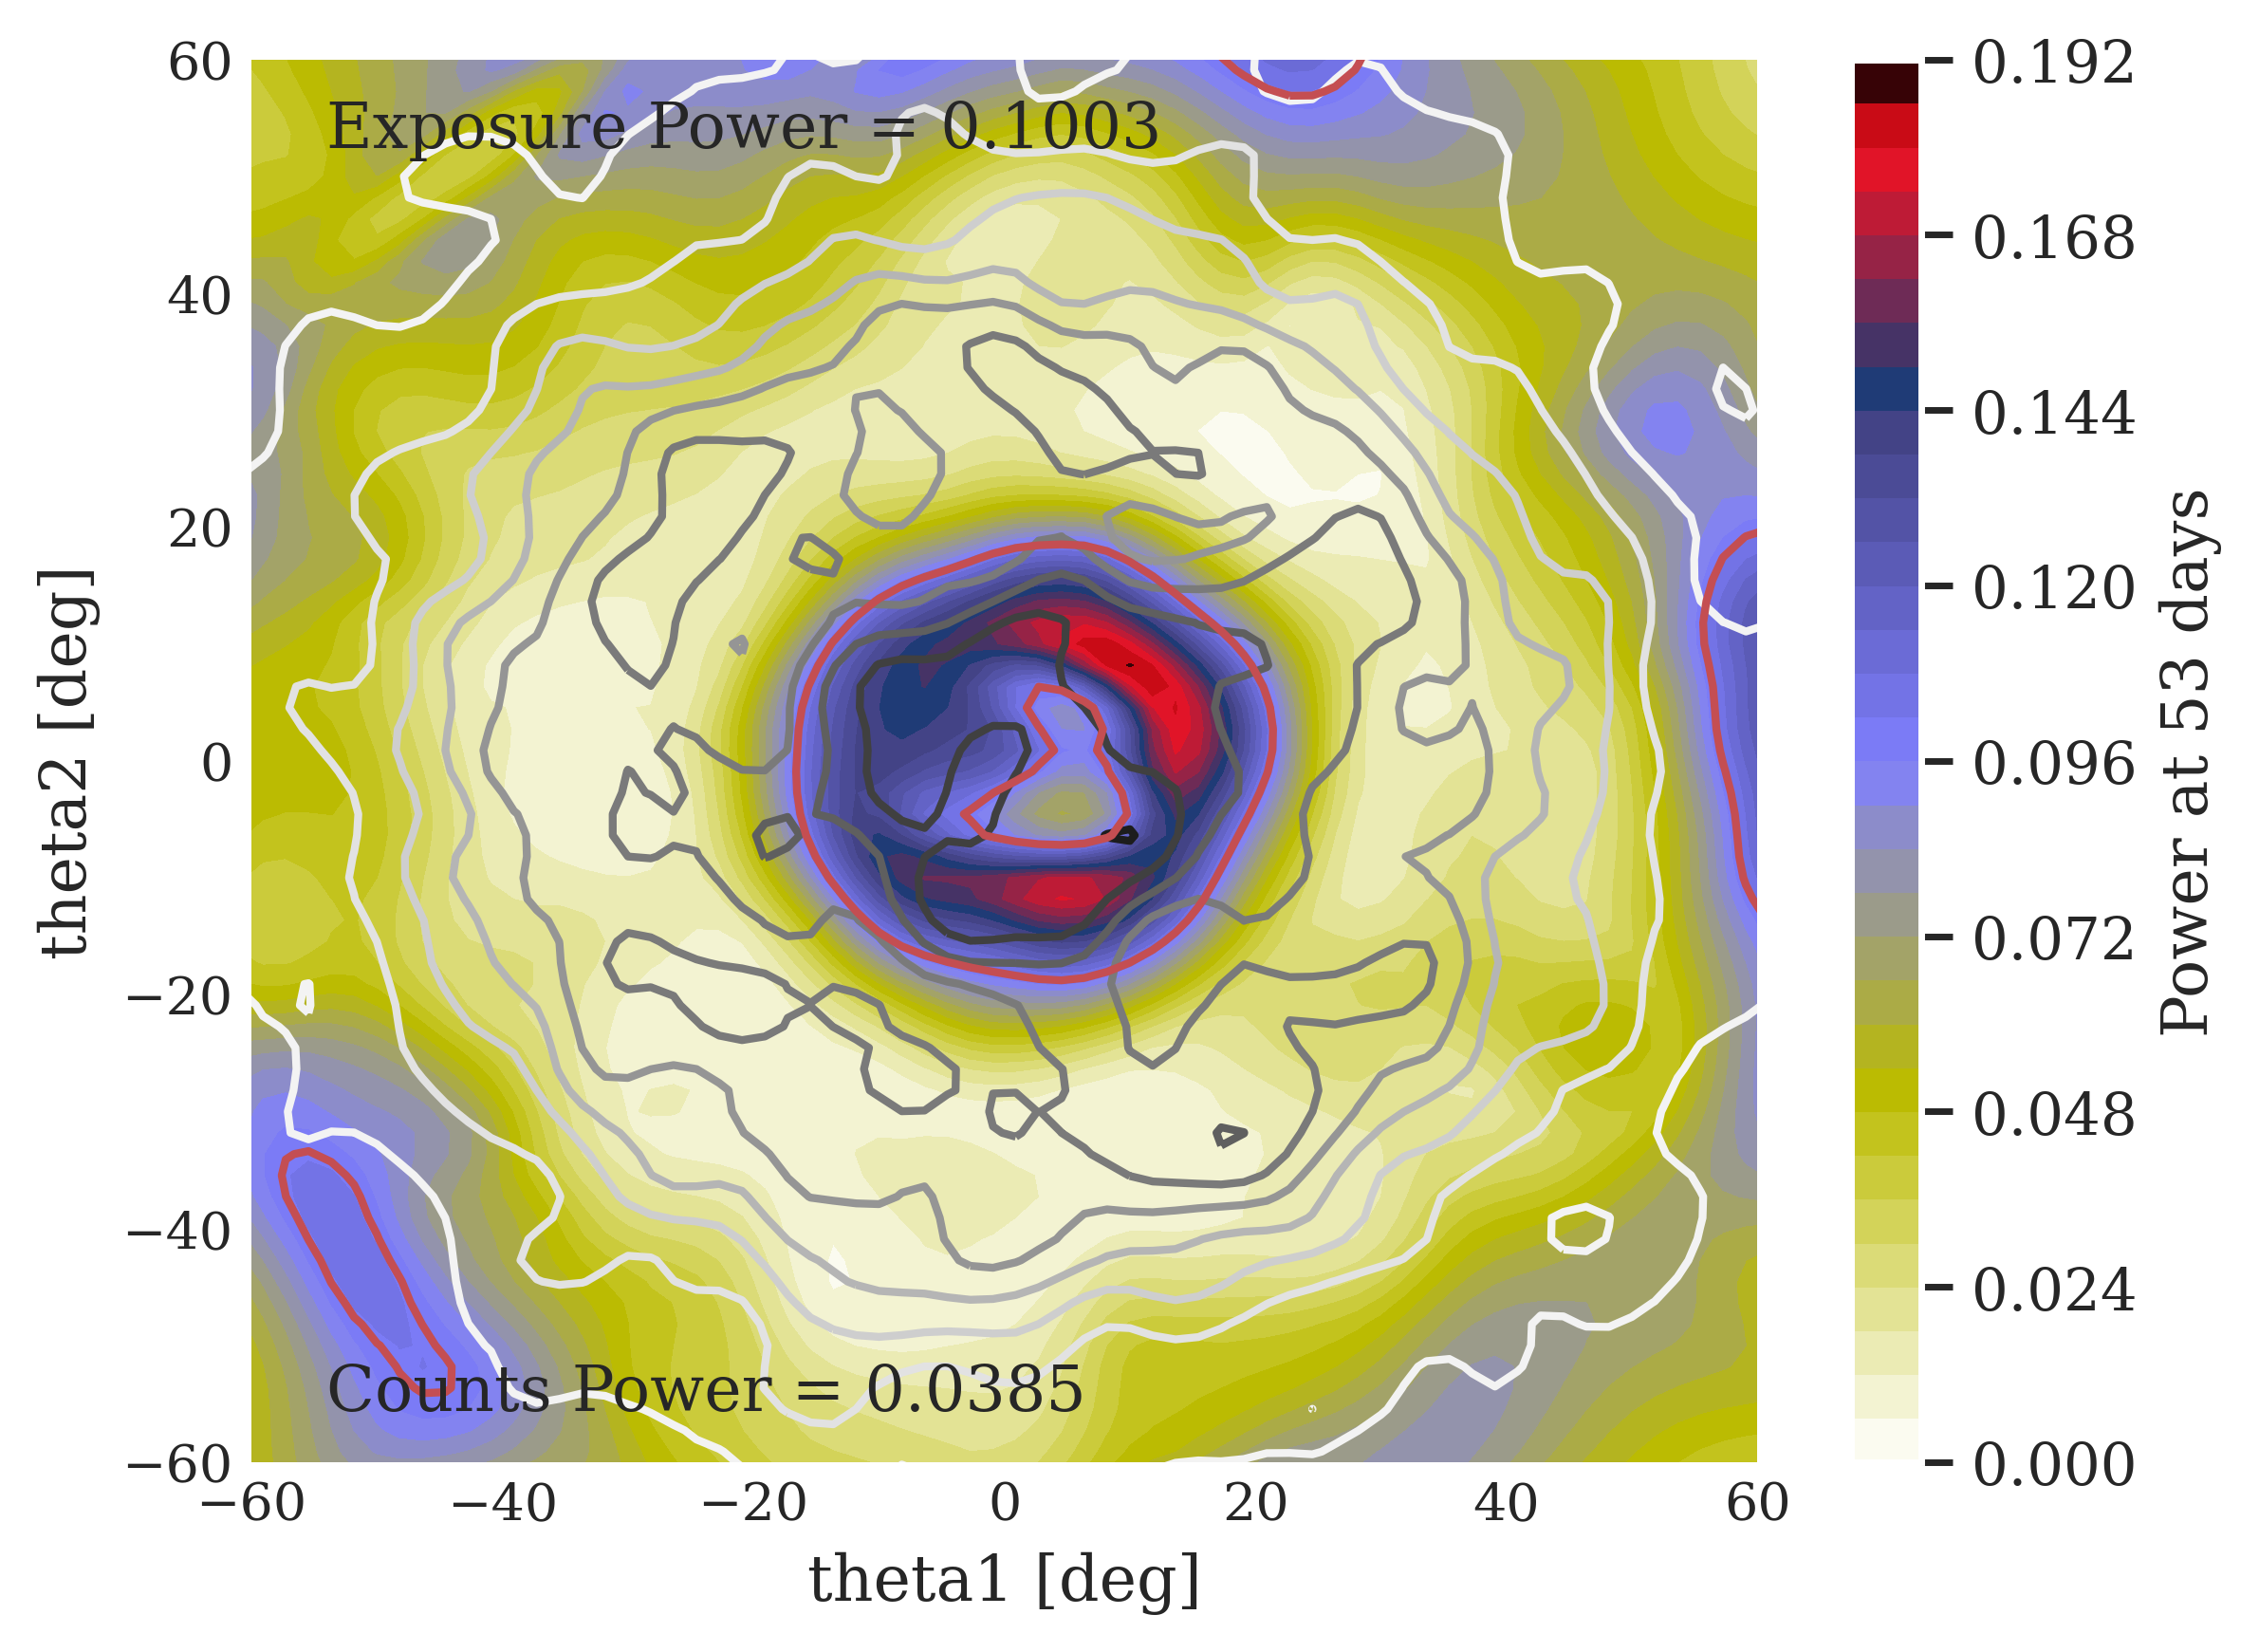 Exposure Power = 0.1003
Counts Power = 0.0385
60
40
20
0
−20
−40
−60
theta2 [deg]
−60 −40 −20 0 20 40 60
theta1 [deg]
0.192
0.168
0.144
0.120
0.096
0.072
0.048
0.024
0.000
Power at 53 days